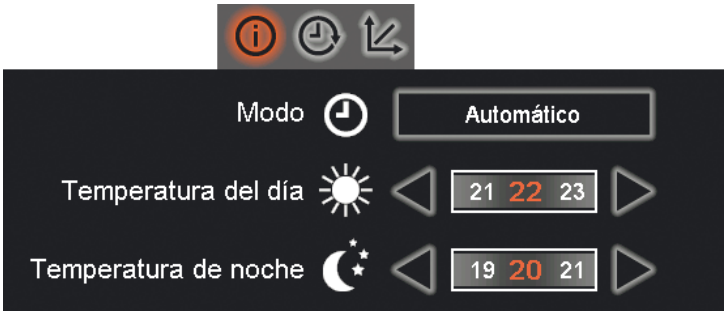 Modo Automático
Temperatura del día 21 22 23
Temperatura de noche 19 20 21